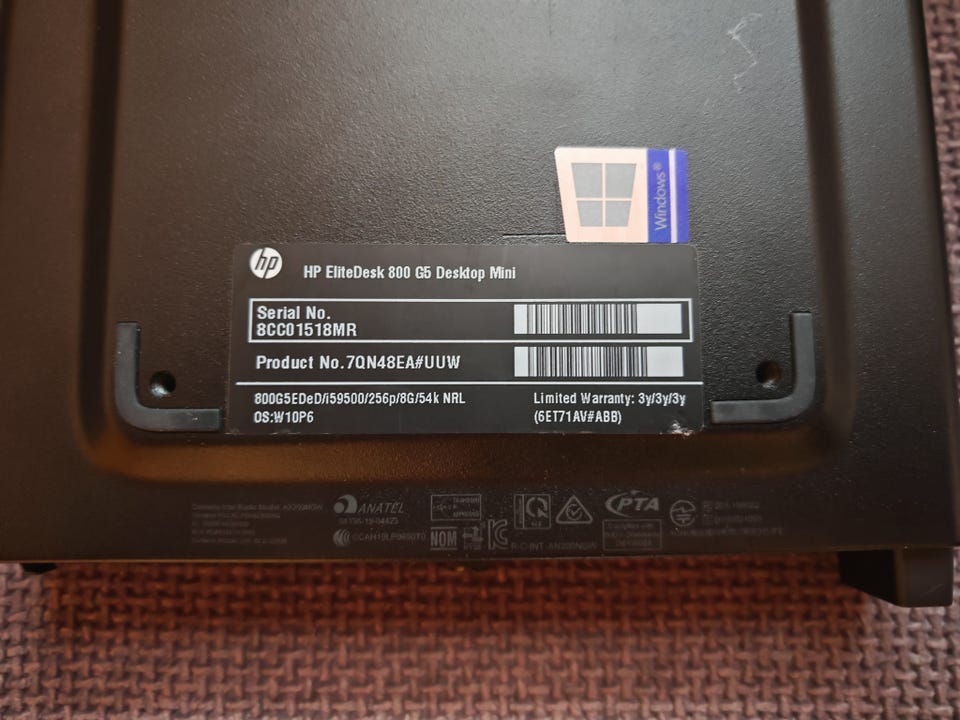 Windows®
hp
HP EliteDesk 800 G5 Desktop Mini
Serial No.
8CC01518MR
Product No.7QN48EA#UUW
800G5EDeD/i59500/256p/8G/54k NRL
OS:W10P6
Limited Warranty: 3y/3y/3y
(6ET71AV#ABB)
ANATEL
NOM
PTA